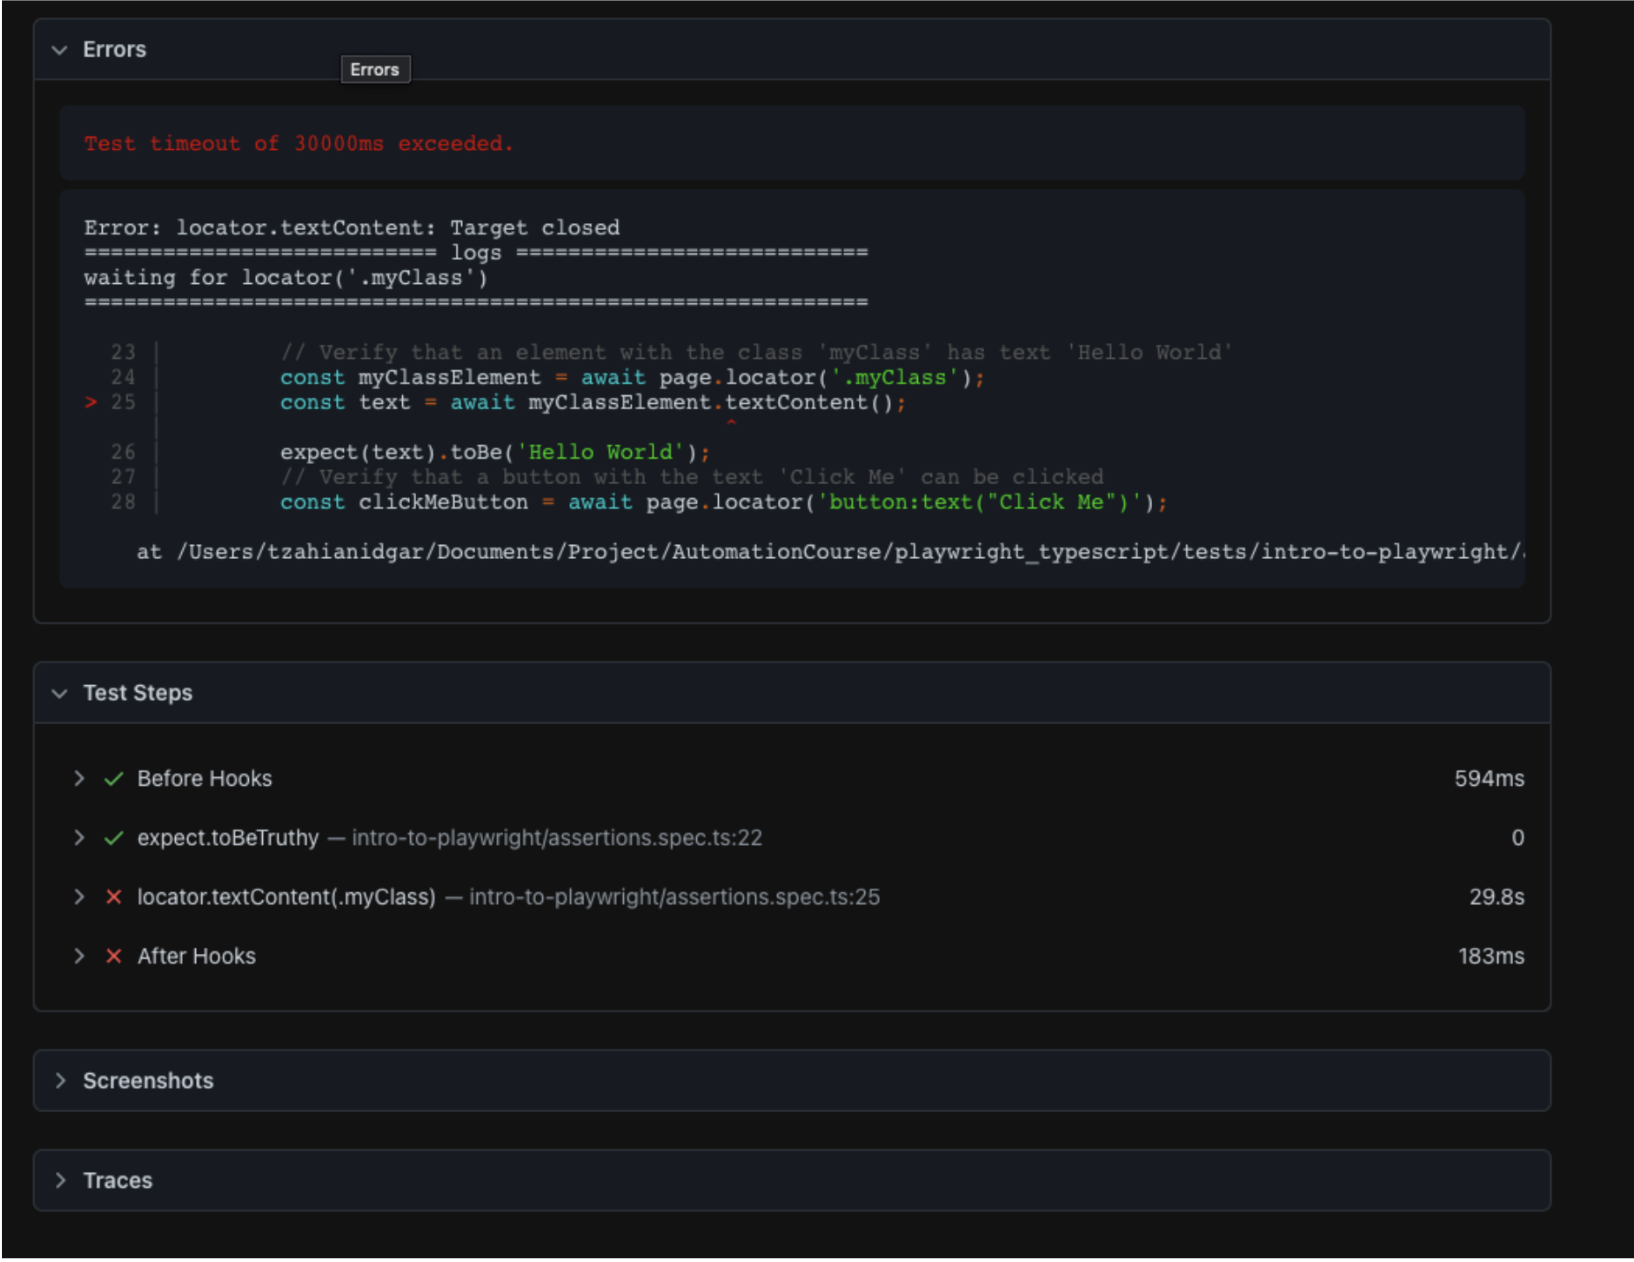 Errors
Errors
Test timeout of 30000ms exceeded.
Error: locator.textContent: Target closed
=========================== logs ===========================
waiting for locator('.myClass')
============================================================
23 |         // Verify that an element with the class 'myClass' has text 'Hello World'
24 |         const myClassElement = await page.locator('.myClass');
> 25 |         const text = await myClassElement.textContent();
|                                           ^
26 |         expect(text).toBe('Hello World');
27 |         // Verify that a button with the text 'Click Me' can be clicked
28 |         const clickMeButton = await page.locator('button:text("Click Me")');
at /Users/tzahianidgar/Documents/Project/AutomationCourse/playwright_typescript/tests/intro-to-playwright/
Test Steps
Before Hooks 594ms
expect.toBeTruthy — intro-to-playwright/assertions.spec.ts:22 0
locator.textContent(.myClass) — intro-to-playwright/assertions.spec.ts:25 29.8s
After Hooks 183ms
Screenshots
Traces